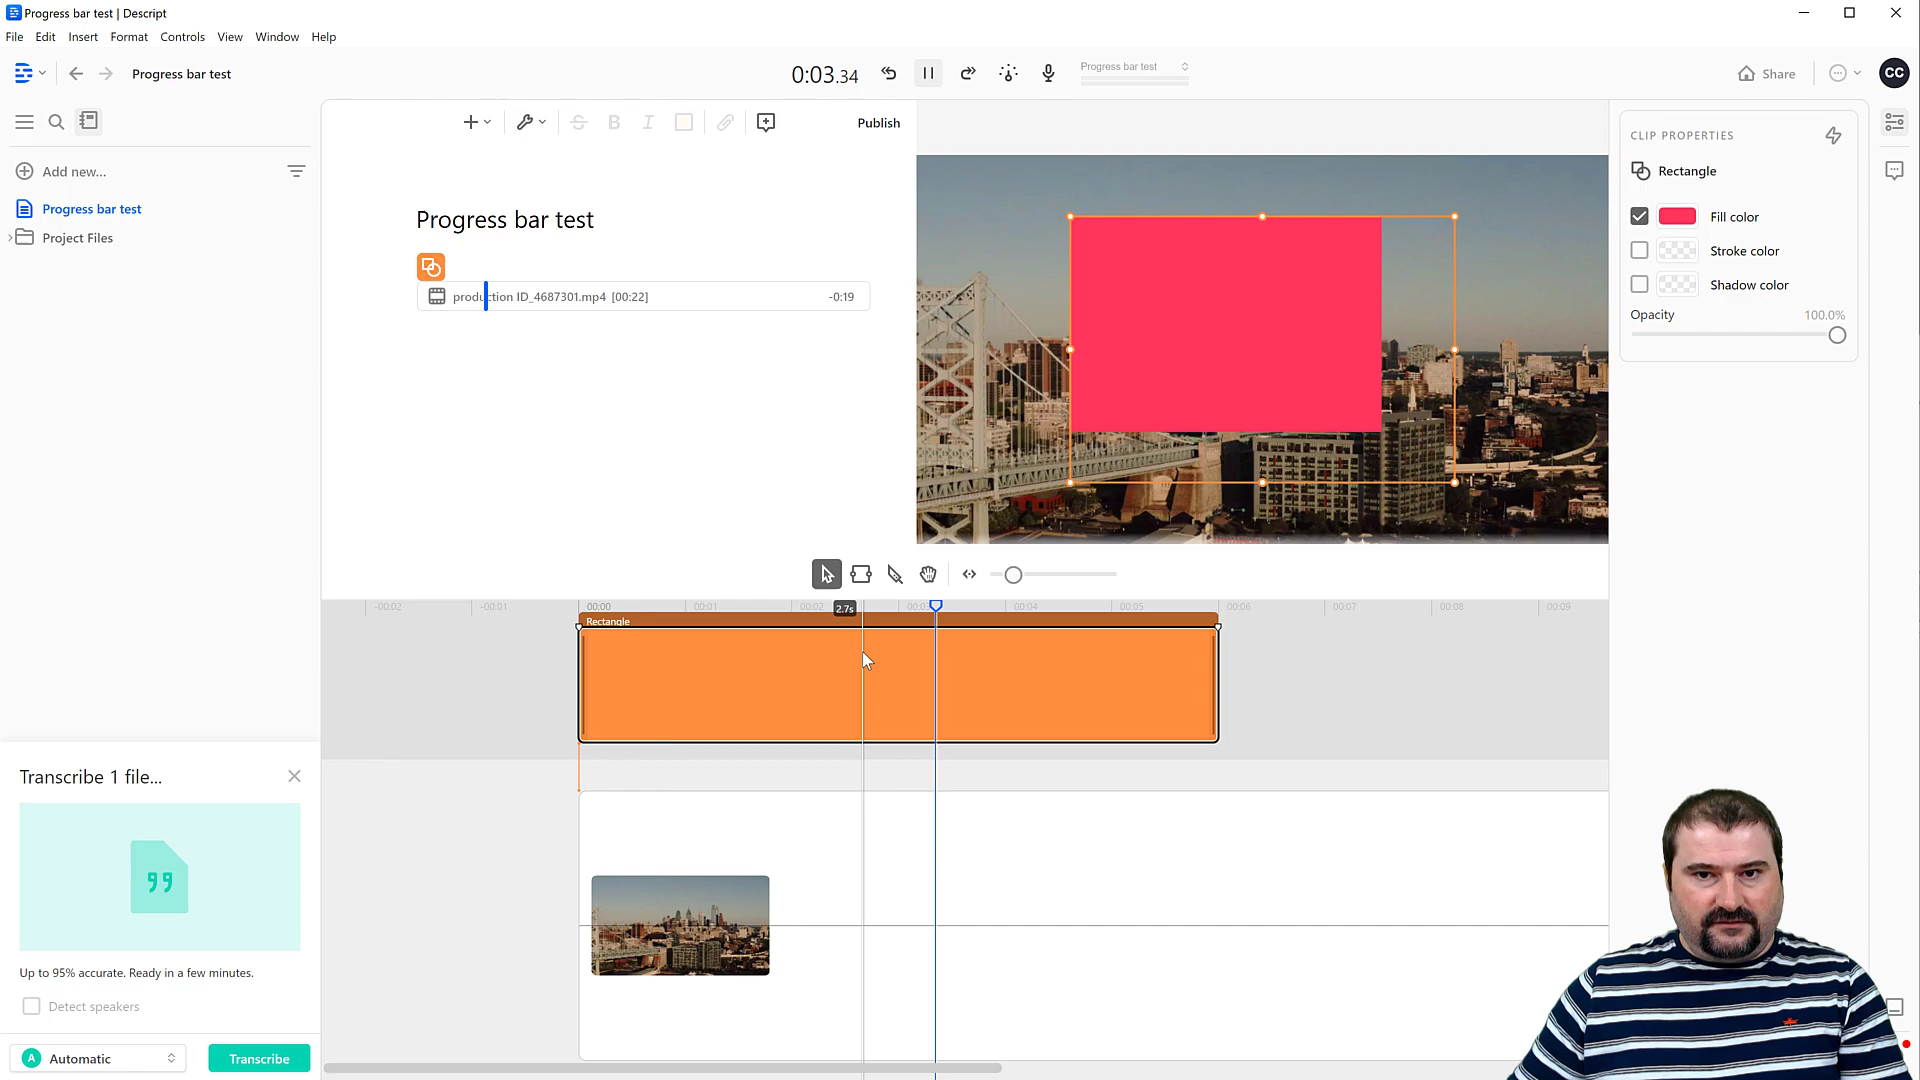 Progress bar test | Descript
File Edit Insert Format Controls View Window Help
Progress bar test
0:03.34
Progress bar test
Share
CC
Publish
CLIP PROPERTIES
Rectangle
Fill color
Stroke color
Shadow color
Opacity 100.0%
Add new...
Progress bar test
Project Files
Progress bar test
production ID_4687301.mp4 [00:22] -0:19
-00:02 -00:01 00:00 00:01 00:02 2.7s 00:03 00:04 00:05 00:06 00:07 00:08 00:09
Rectangle
Transcribe 1 file...
Up to 95% accurate. Ready in a few minutes.
Detect speakers
A Automatic
Transcribe